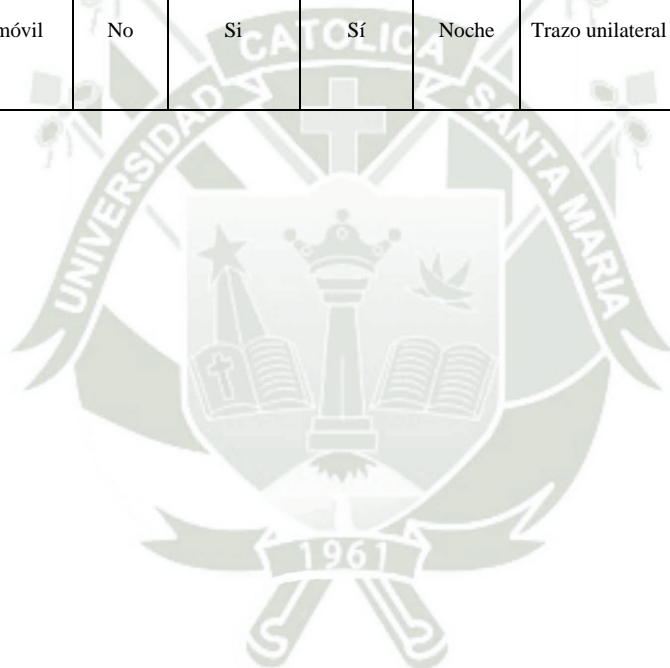 móvil No Si Sí Noche Trazo unilateral
UNIVERSIDAD CATOLICA SANTA MARIA
1961